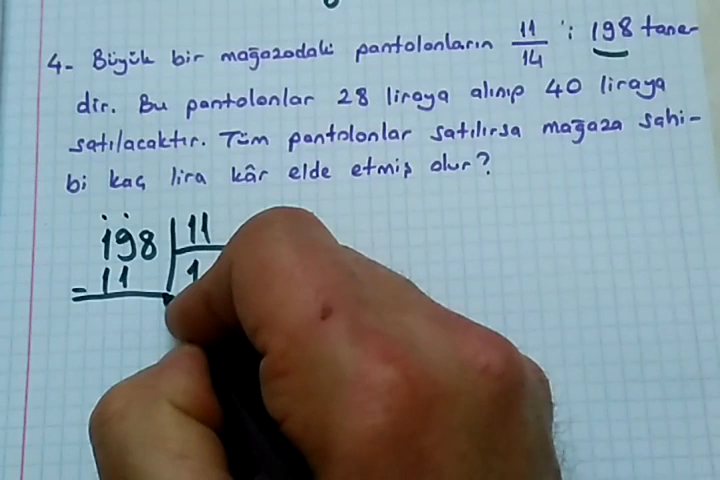 4- Büyük bir mağazadaki pantolonların 11/14 'i 198 tane-
dir. Bu pantolonlar 28 liraya alınıp 40 liraya
satılacaktır. Tüm pantolonlar satılırsa mağaza sahi-
bi kaç lira kâr elde etmiş olur?
198 | 11
- 11 | 1